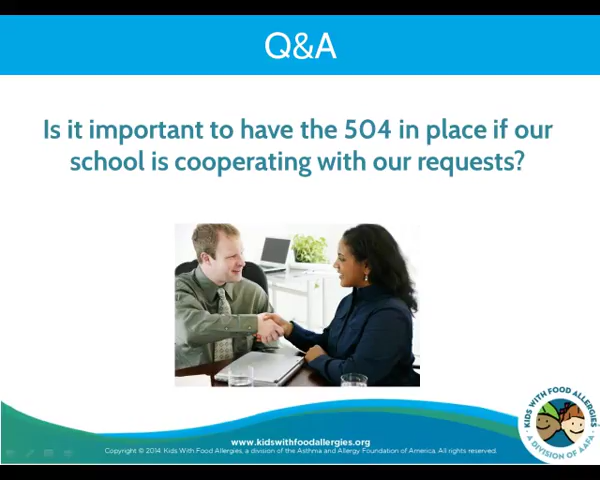 Q&A
Is it important to have the 504 in place if our
school is cooperating with our requests?
www.kidswithfoodallergies.org
Copyright © 2014 Kids With Food Allergies, a division of the Asthma and Allergy Foundation of America. All rights reserved.
KIDS WITH FOOD ALLERGIES
A DIVISION OF AAFA